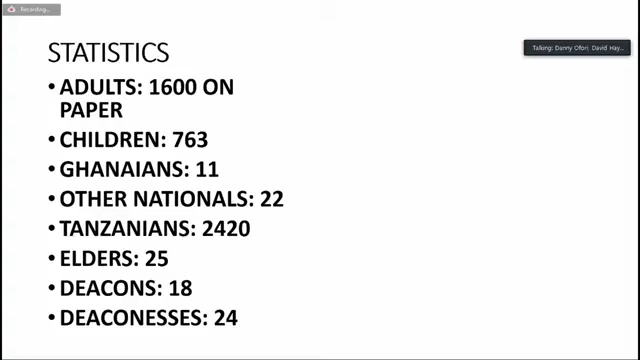 Recording...
STATISTICS
Talking: Danny Ofori David Hay...
• ADULTS: 1600 ON
PAPER
• CHILDREN: 763
• GHANAIANS: 11
• OTHER NATIONALS: 22
• TANZANIANS: 2420
• ELDERS: 25
• DEACONS: 18
• DEACONESSES: 24